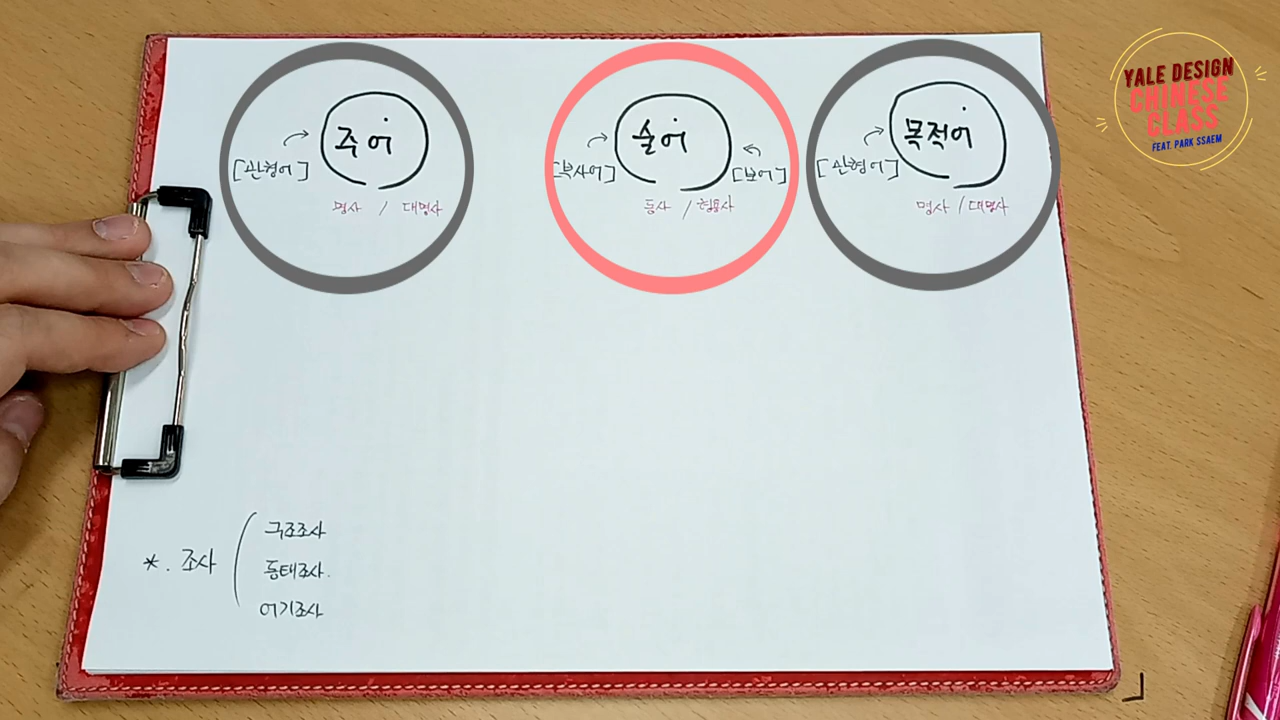 주어 술어 목적어
[관형어] [부사어] [보어] [관형어]
명사 / 대명사 동사 / 형용사 명사 / 대명사
*. 조사
구조조사
동태조사.
어기조사
YALE DESIGN
CHINESE
CLASS
FEAT. PARK SSAEM